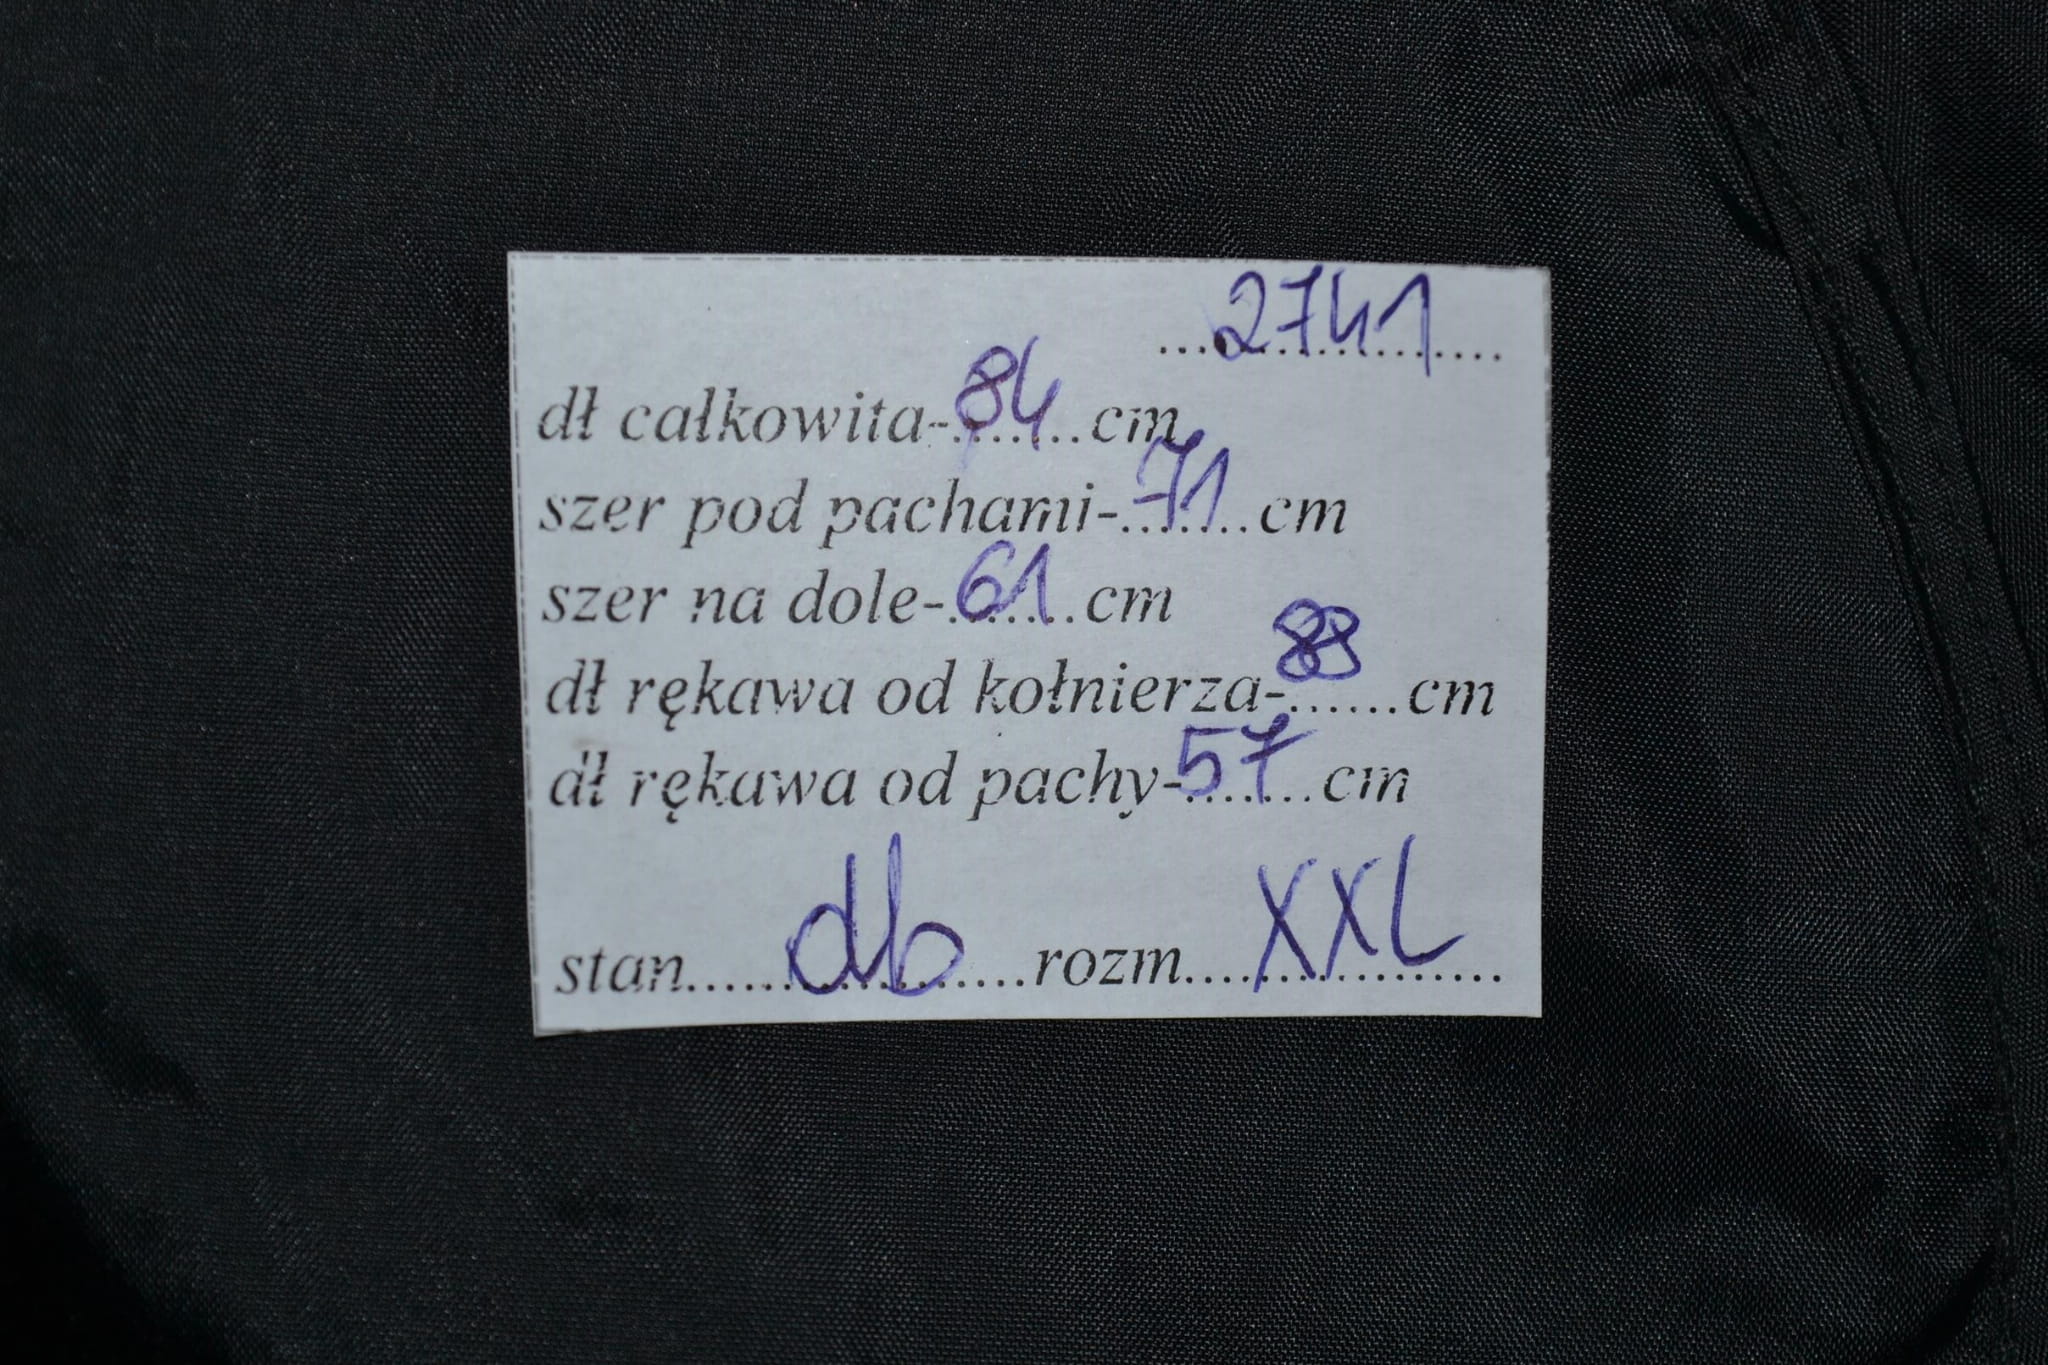 ...2741...
dł całkowita-84...cm
szer pod pachami-71...cm
szer na dole-61...cm
dł rękawa od kołnierza-88......cm
dł rękawa od pachy-57...cm
stan......db......rozm....XXL....